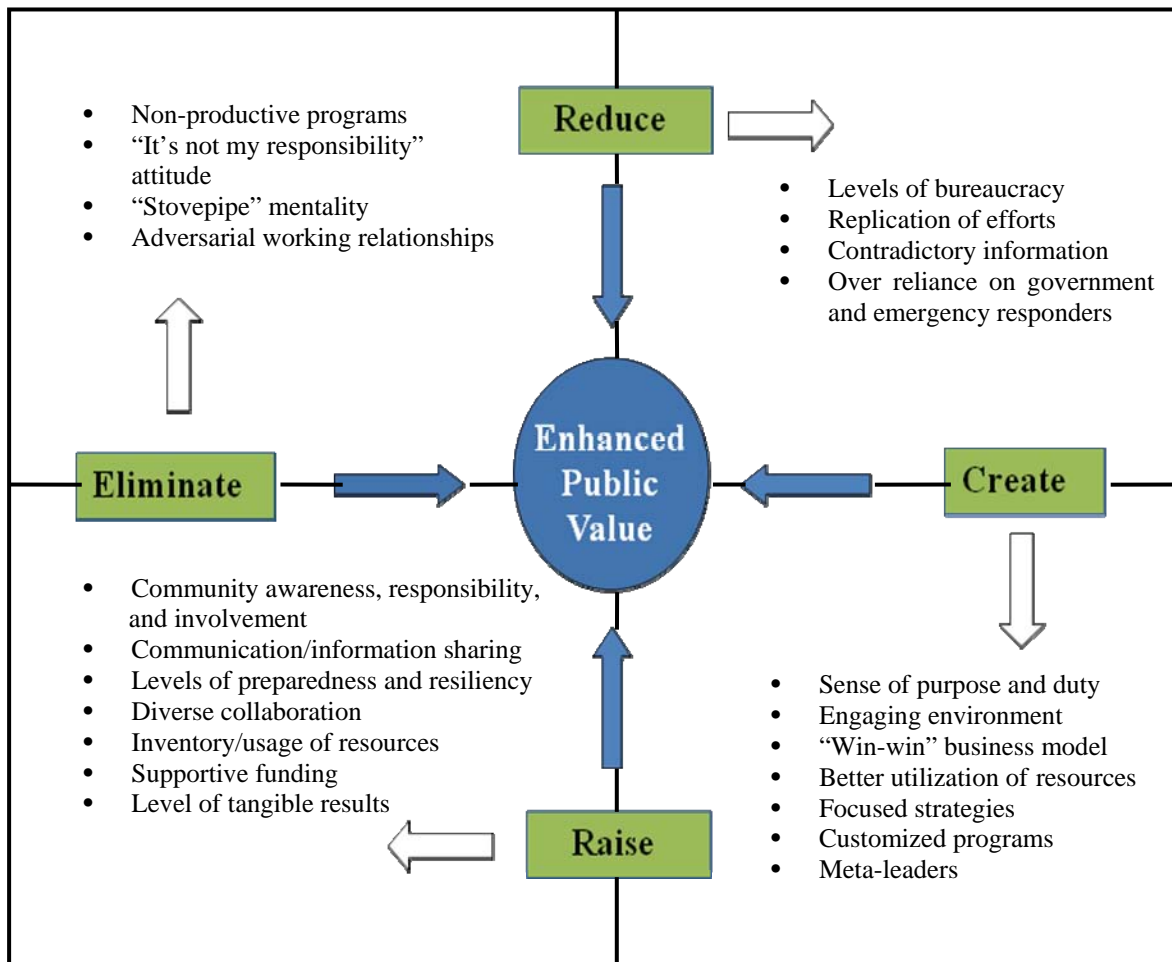 Reduce
• Non-productive programs
• “It’s not my responsibility”
attitude
• “Stovepipe” mentality
• Adversarial working relationships
• Levels of bureaucracy
• Replication of efforts
• Contradictory information
• Over reliance on government
and emergency responders
Eliminate
Enhanced
Public
Value
Create
• Community awareness, responsibility,
and involvement
• Communication/information sharing
• Levels of preparedness and resiliency
• Diverse collaboration
• Inventory/usage of resources
• Supportive funding
• Level of tangible results
• Sense of purpose and duty
• Engaging environment
• “Win-win” business model
• Better utilization of resources
• Focused strategies
• Customized programs
• Meta-leaders
Raise